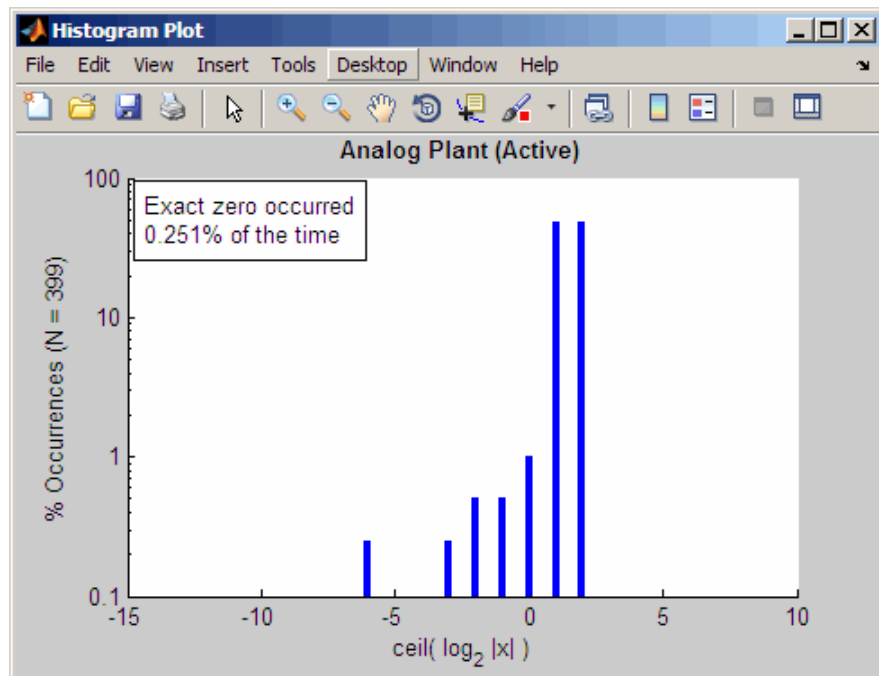 Histogram Plot
File Edit View Insert Tools Desktop Window Help
Analog Plant (Active)
Exact zero occurred
0.251% of the time
% Occurrences (N = 399)
100
10
1
0.1
-15 -10 -5 0 5 10
ceil( log2 |x| )